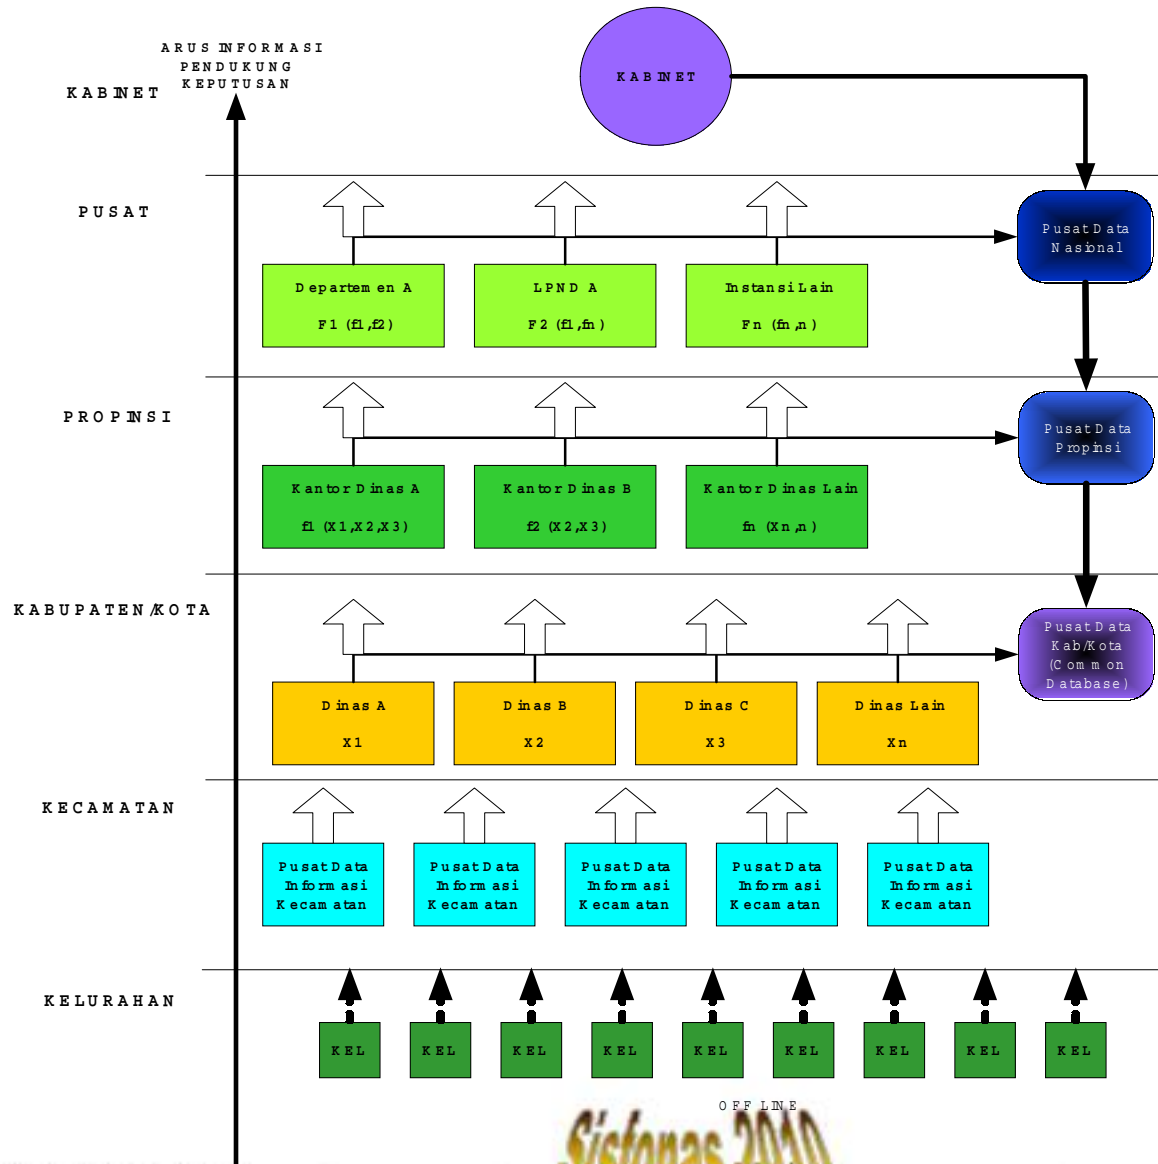 ARUS INFORMASI
PENDUKUNG
KEPUTUSAN
KABINET
KABINET
PUSAT
Pusat Data
Nasional
Departemen A
F1 (f1,f2)
LPND A
F2 (f1,fn)
Instansi Lain
Fn (fn,n)
PROPINSI
Pusat Data
Propinsi
Kantor Dinas A
f1 (X1,X2,X3)
Kantor Dinas B
f2 (X2,X3)
Kantor Dinas Lain
fn (Xn,n)
KABUPATEN/KOTA
Pusat Data
Kab/Kota
(Common
Database)
Dinas A
X1
Dinas B
X2
Dinas C
X3
Dinas Lain
Xn
KECAMATAN
Pusat Data
Informasi
Kecamatan
Pusat Data
Informasi
Kecamatan
Pusat Data
Informasi
Kecamatan
Pusat Data
Informasi
Kecamatan
Pusat Data
Informasi
Kecamatan
KELURAHAN
KEL
KEL
KEL
KEL
KEL
KEL
KEL
KEL
KEL
OFF LINE
Sisfonas 2010